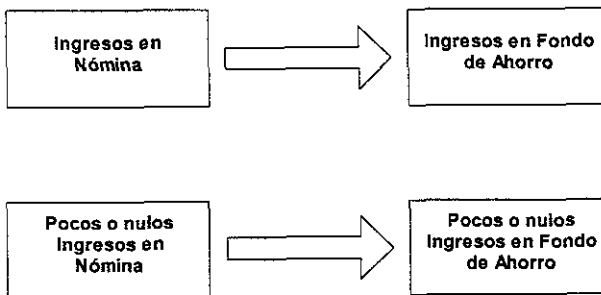 Ingresos en
Nómina
Ingresos en Fondo
de Ahorro
Pocos o nulos
Ingresos en
Nómina
Pocos o nulos
Ingresos en Fondo
de Ahorro